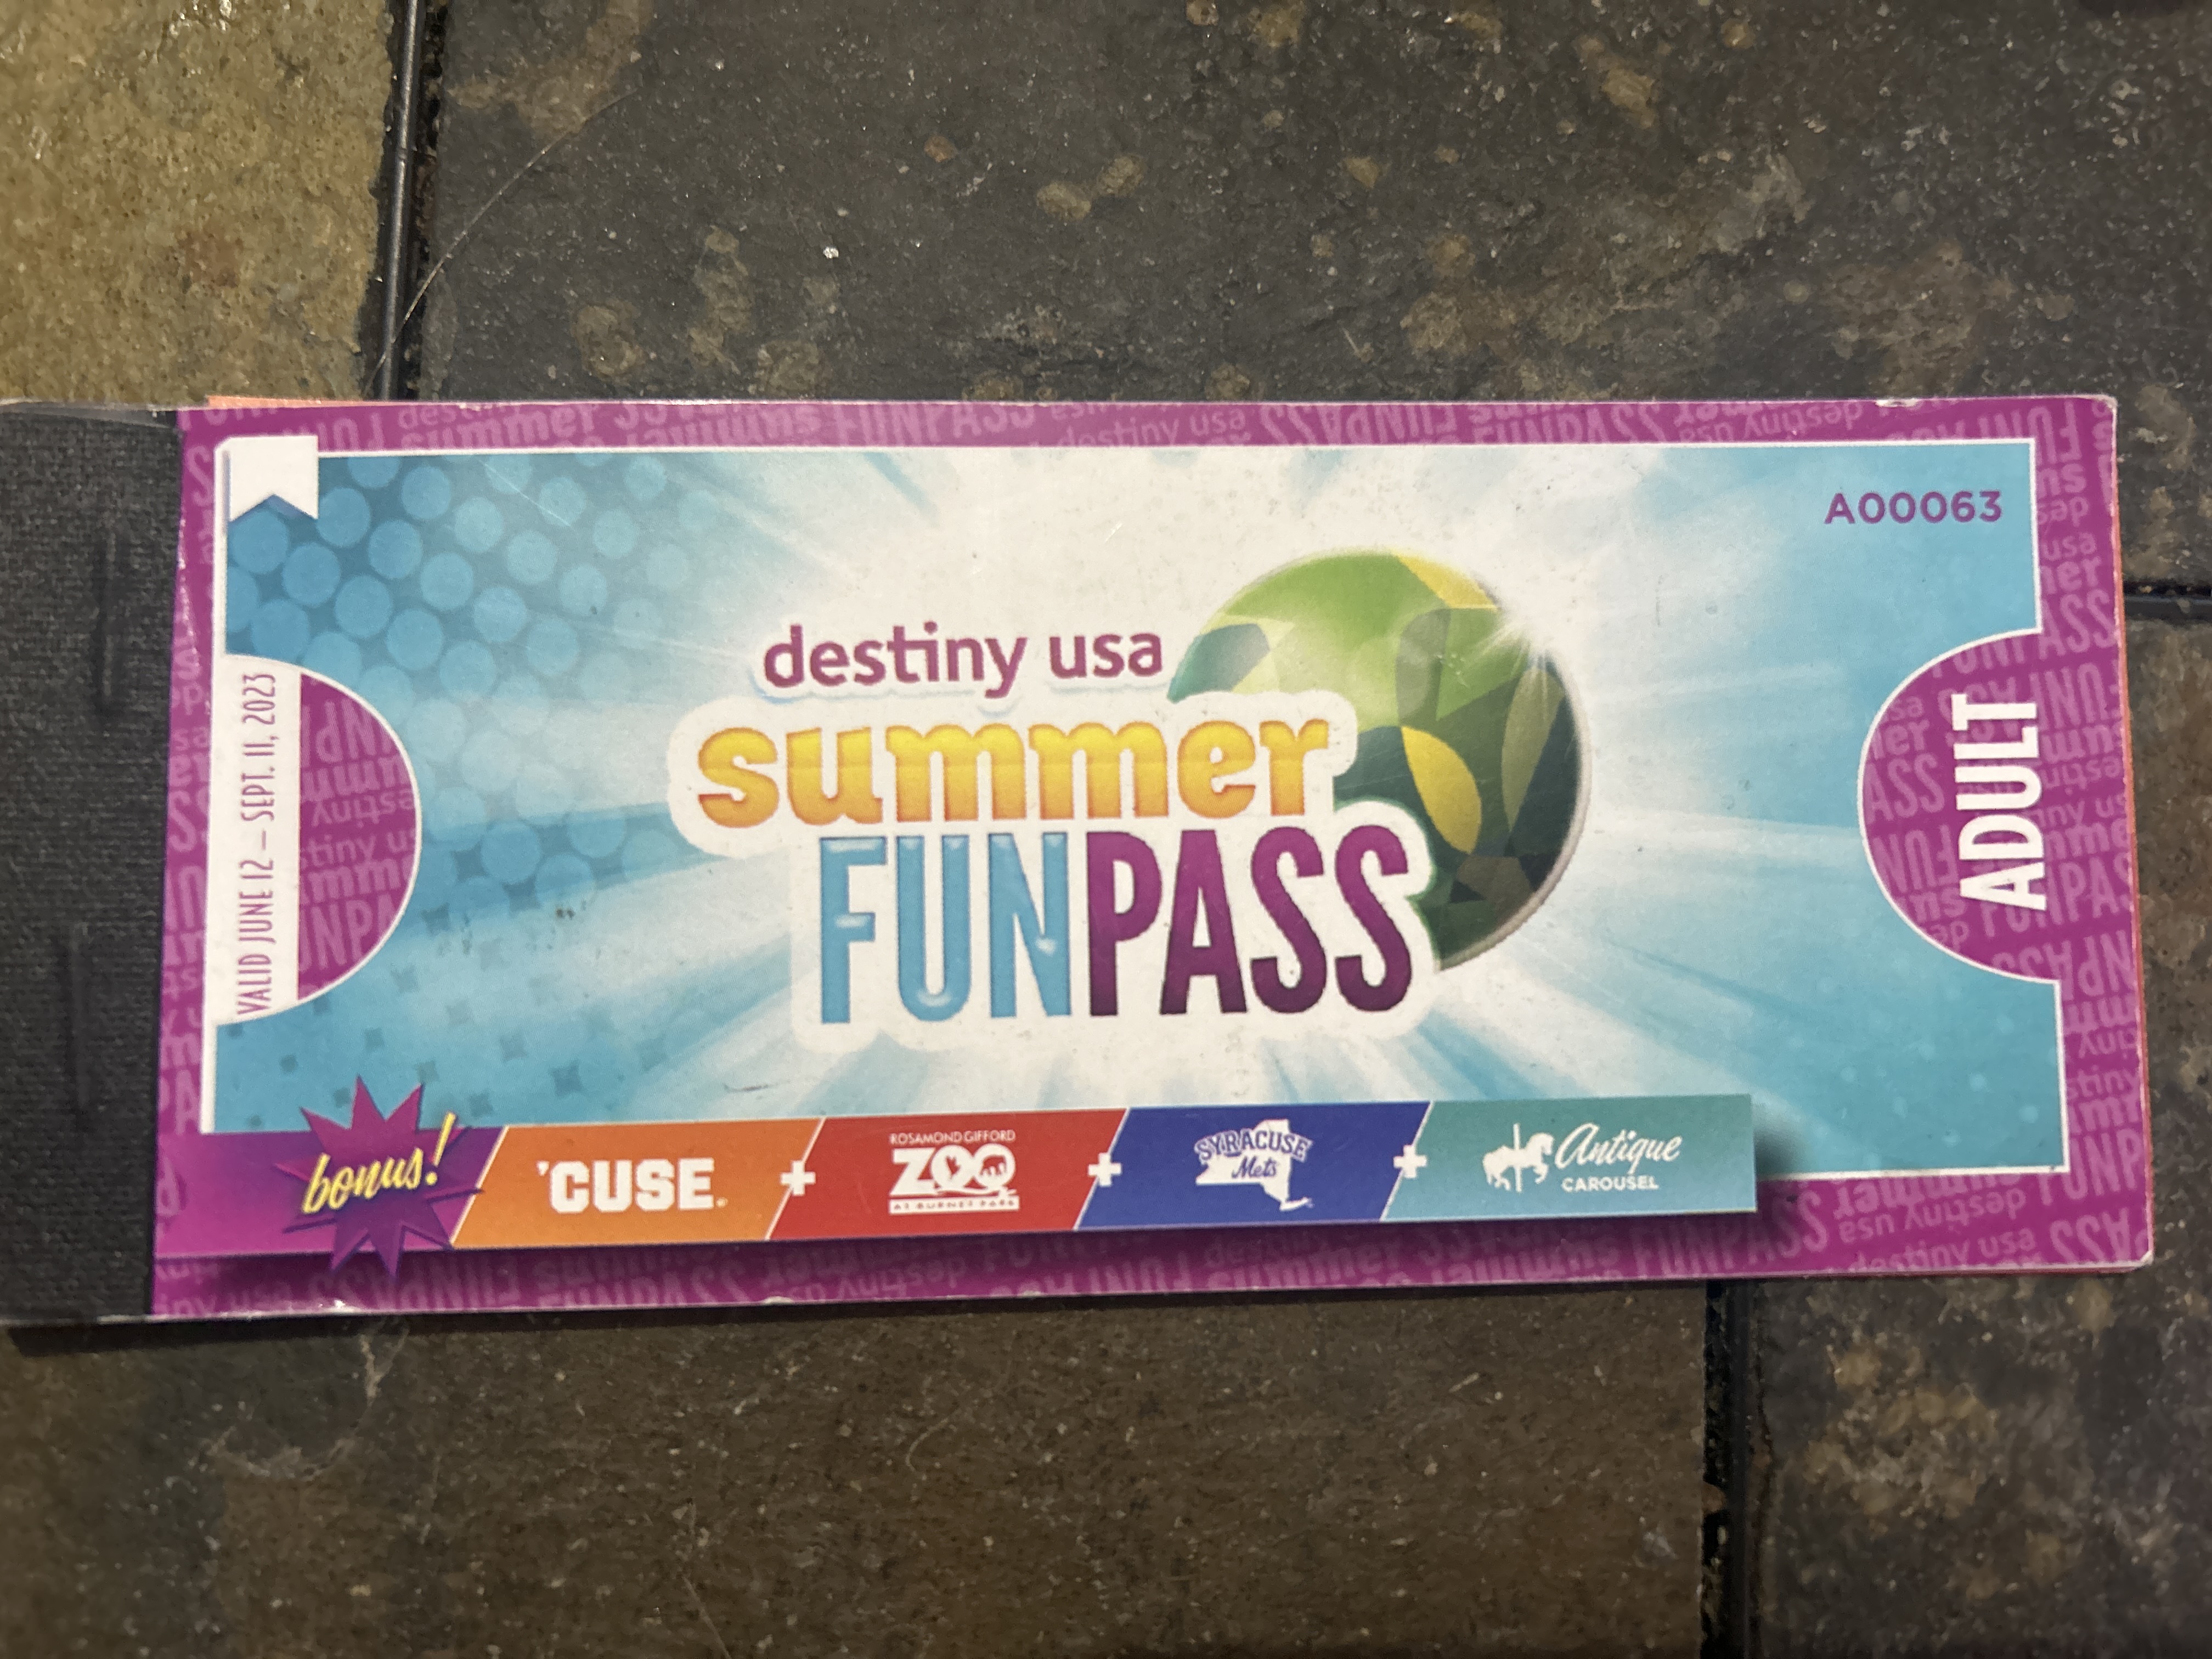 A00063
destiny usa
summer
FUNPASS
VALID JUNE 12 – SEPT. 11, 2023
ADULT
bonus!
'CUSE
+
ROSAMOND GIFFORD
ZOO
AT BURNET PARK
+
SYRACUSE
Mets
+
Antique
CAROUSEL